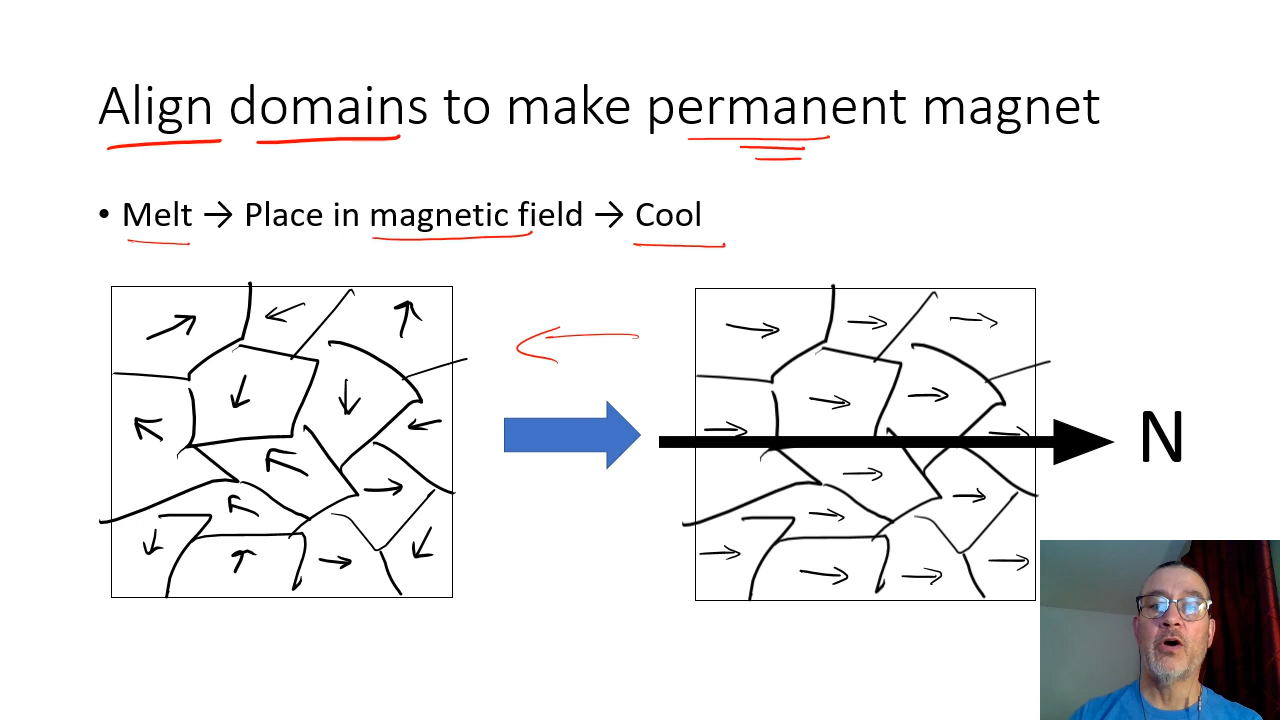 Align domains to make permanent magnet
• Melt → Place in magnetic field → Cool
N